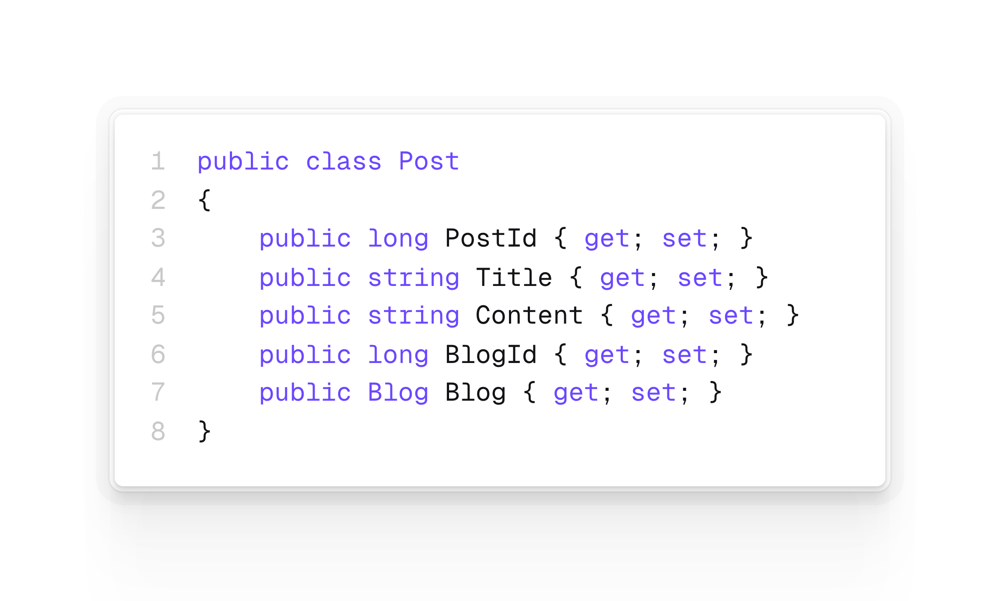 1 public class Post
2 {
3     public long PostId { get; set; }
4     public string Title { get; set; }
5     public string Content { get; set; }
6     public long BlogId { get; set; }
7     public Blog Blog { get; set; }
8 }